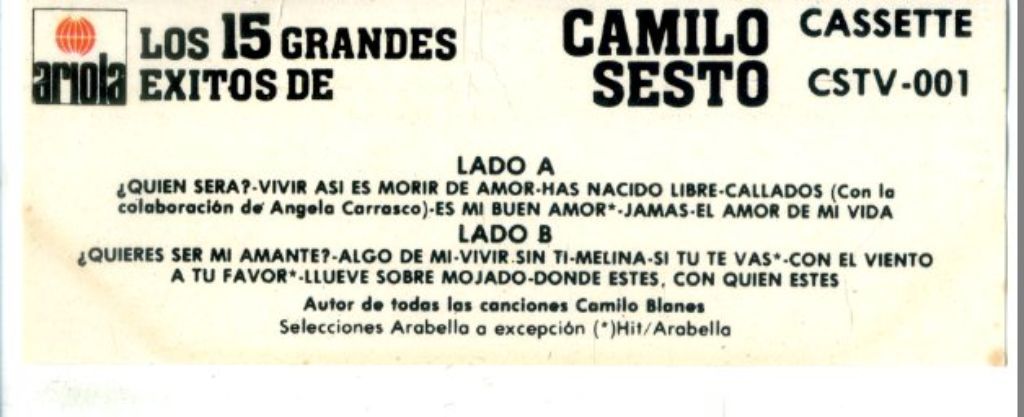 ariola
LOS 15 GRANDES
EXITOS DE
CAMILO
SESTO
CASSETTE
CSTV-001
LADO A
¿QUIEN SERA?-VIVIR ASI ES MORIR DE AMOR-HAS NACIDO LIBRE-CALLADOS (Con la
colaboración de Angela Carrasco)-ES MI BUEN AMOR*-JAMAS-EL AMOR DE MI VIDA
LADO B
¿QUIERES SER MI AMANTE?-ALGO DE MI-VIVIR SIN TI-MELINA-SI TU TE VAS*-CON EL VIENTO
A TU FAVOR*-LLUEVE SOBRE MOJADO-DONDE ESTES, CON QUIEN ESTES
Autor de todas las canciones Camilo Blanes
Selecciones Arabella a excepción (*)Hit/Arabella